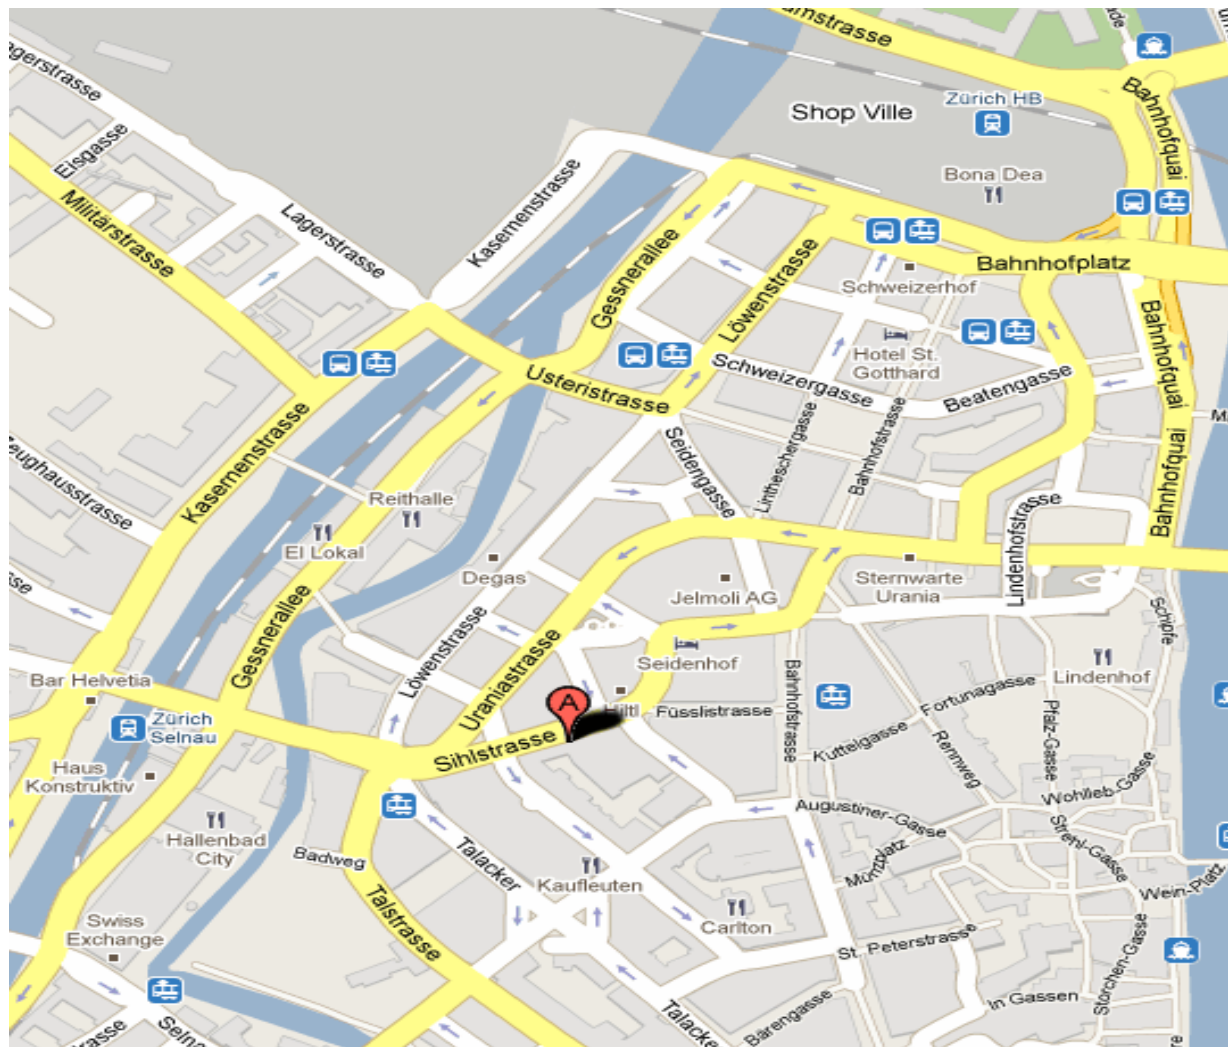 Bahnhofquai
Zürich HB
Shop Ville
Bona Dea
Eisgasse
Militärstrasse
Lagerstrasse
Kasernenstrasse
Gessnerallee
Löwenstrasse
Bahnhofplatz
Schweizerhof
Bahnhofquai
Hotel St.
Gotthard
Usteristrasse
Schweizergasse
Beatengasse
Kasernenstrasse
Seidengasse
Lintheschergasse
Bahnhofstrasse
Bahnhofquai
Zeughausstrasse
Reithalle
El Lokal
Lindenhofstrasse
Degas
Jelmoli AG
Sternwarte
Urania
Schipfe
Gessnerallee
Löwenstrasse
Uraniastrasse
Seidenhof
Bahnhofstrasse
Lindenhof
Bar Helvetia
A
Hiltl
Füsslistrasse
Fortunagasse
Pfalz-Gasse
Zürich
Selnau
Sihlstrasse
Kuttelgasse
Rennweg
Haus
Konstruktiv
Wohlleb-Gasse
Augustiner-Gasse
Hallenbad
City
Badweg
Talacker
Münzplatz
Strehl-Gasse
Kaufleuten
Wein-Platz
Swiss
Exchange
Talstrasse
Carlton
St. Peterstrasse
Storchen-Gasse
In Gassen
Talacker
Bärengasse